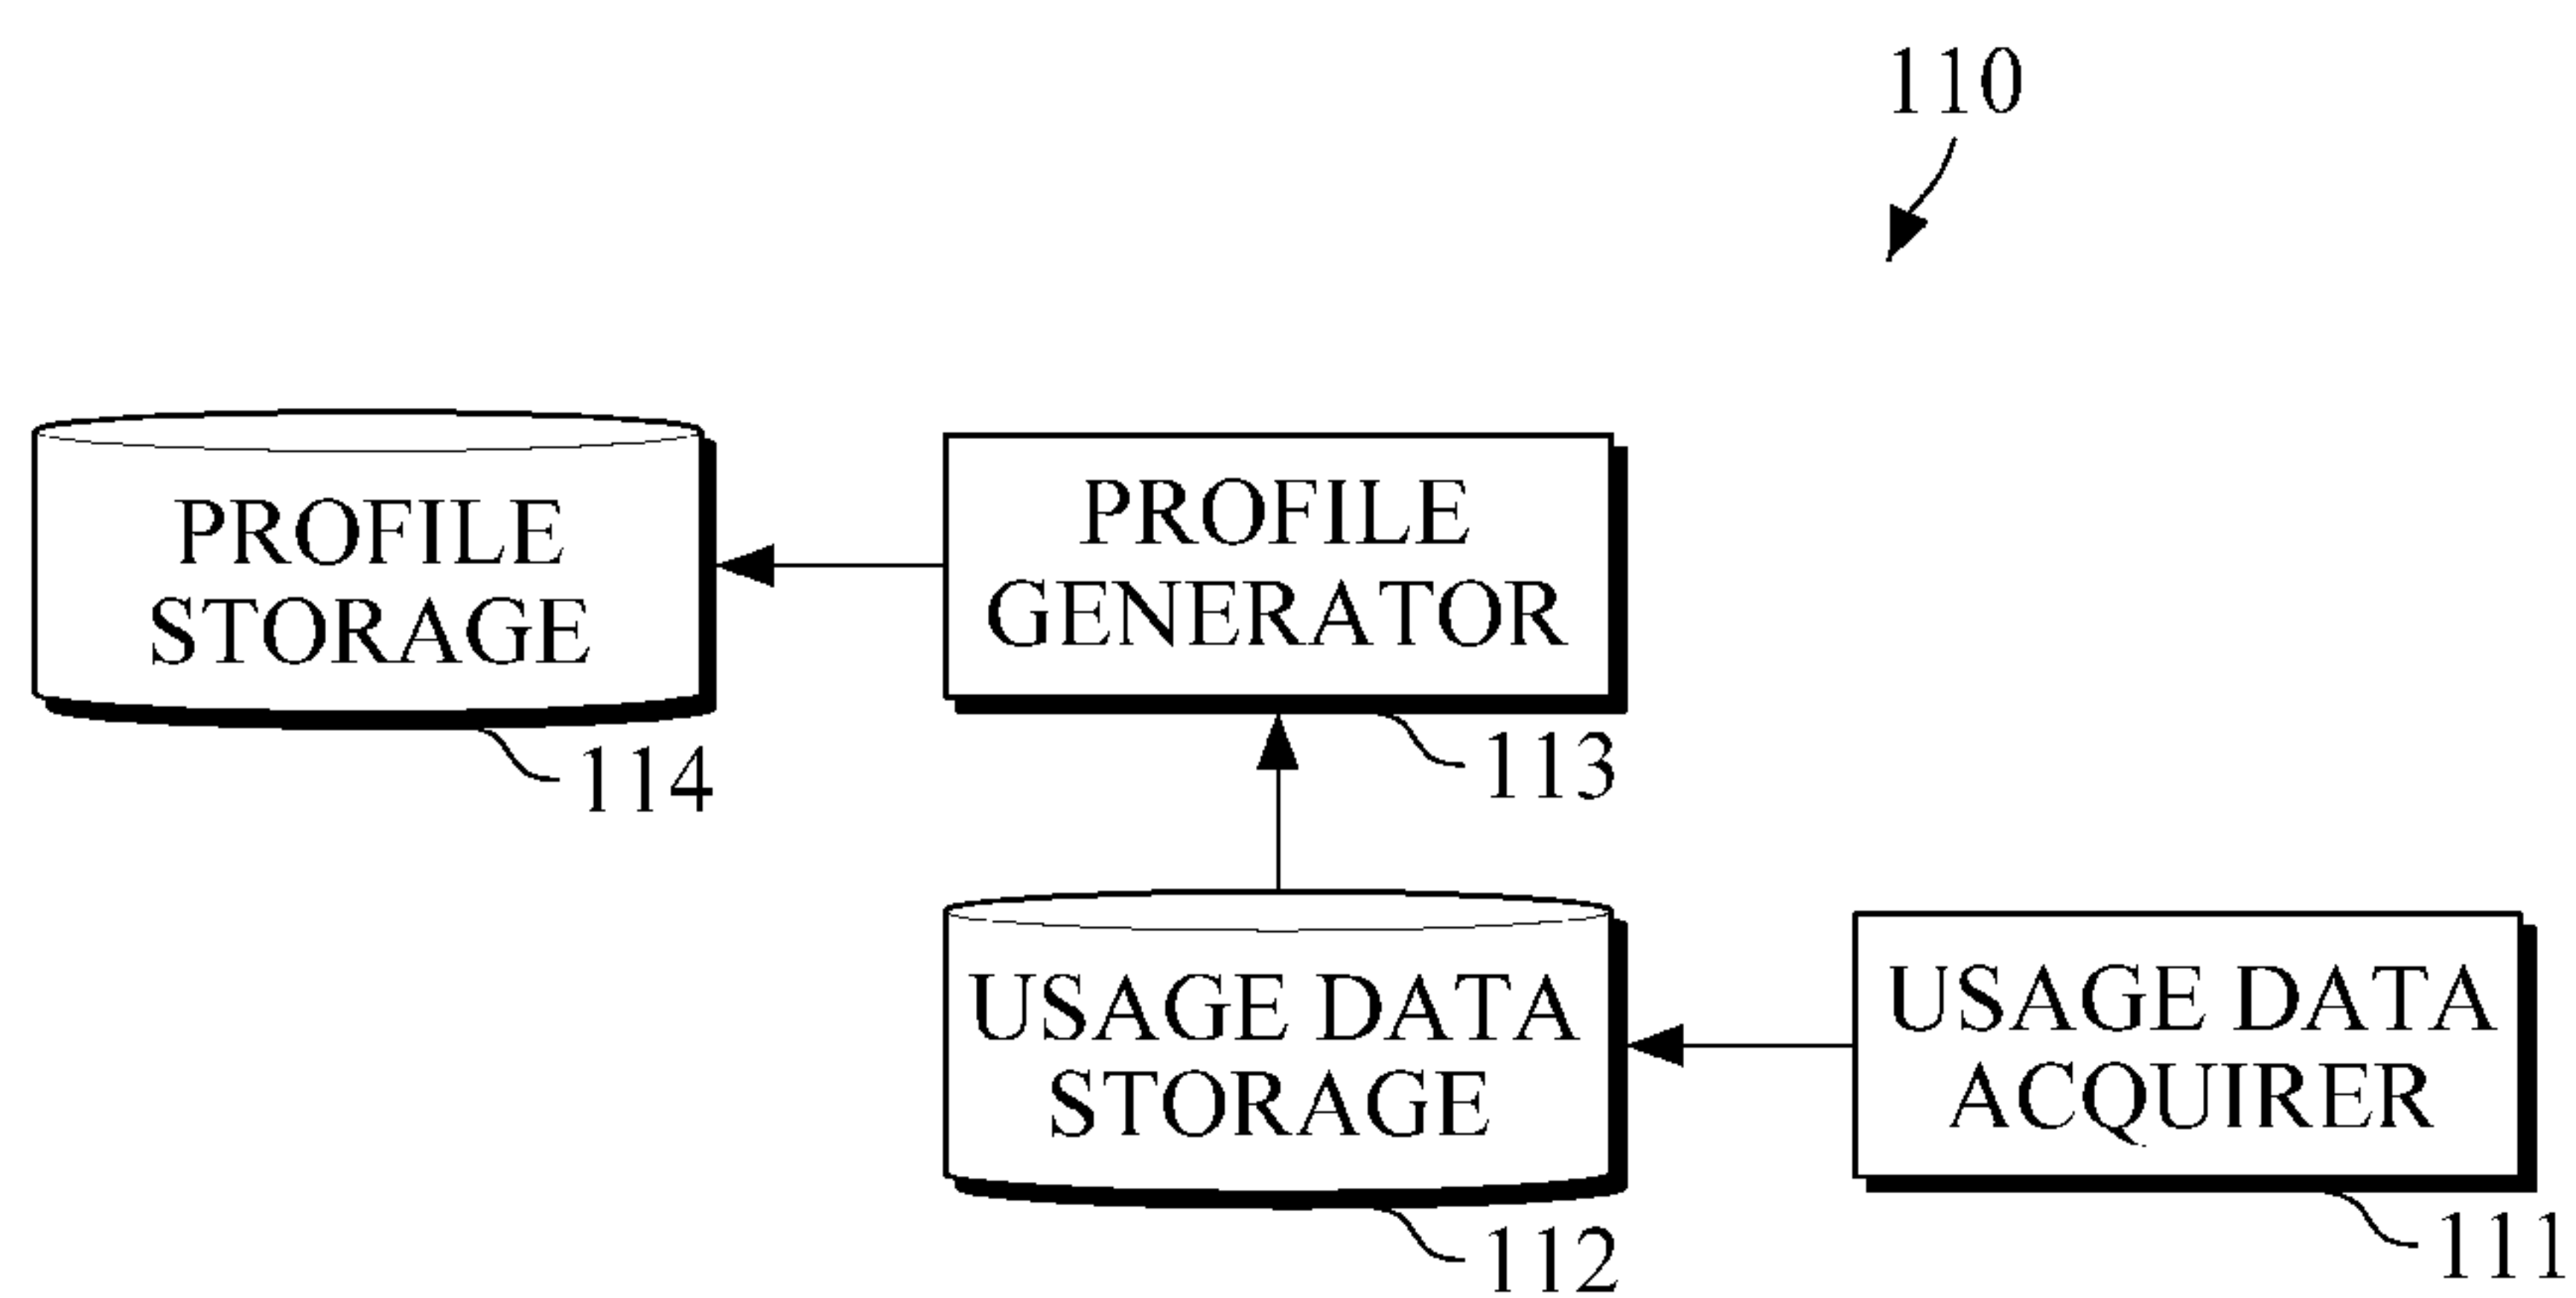 110
PROFILE
STORAGE
114
PROFILE
GENERATOR
113
USAGE DATA
STORAGE
112
USAGE DATA
ACQUIRER
111